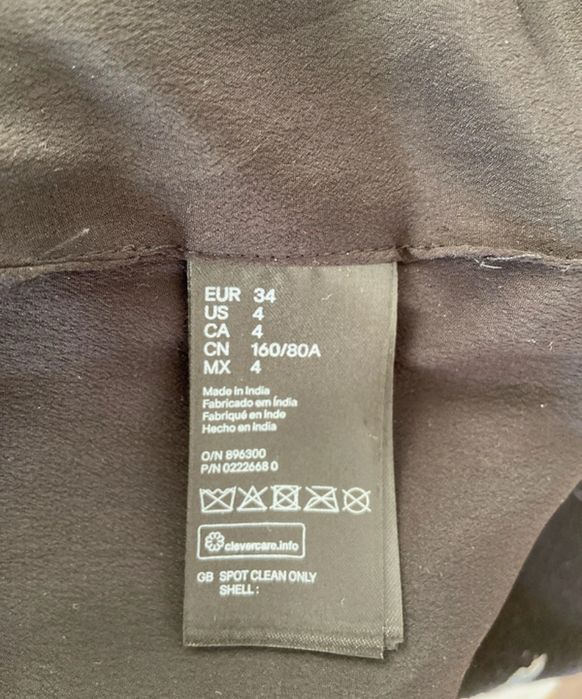 EUR 34
US 4
CA 4
CN 160/80A
MX 4
Made in India
Fabricado em Índia
Fabriqué en Inde
Hecho en India
O/N 896300
P/N 0222668 0
clevercare.info
GB SPOT CLEAN ONLY
SHELL :